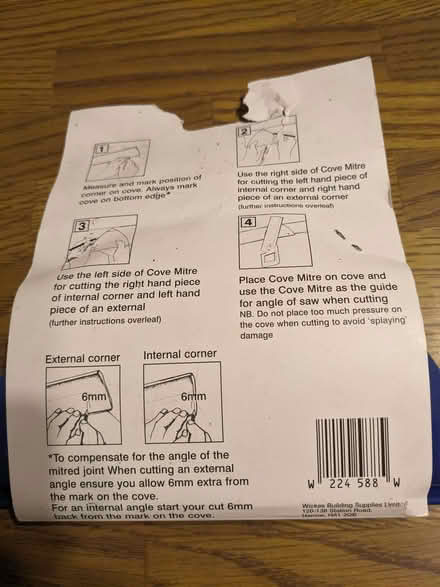 1
Measure and mark position of
corner on cove. Always mark
cove on bottom edge*
2
Use the right side of Cove Mitre
for cutting the left hand piece of
internal corner and right hand
piece of an external corner
(further instructions overleaf)
3
Use the left side of Cove Mitre
for cutting the right hand piece
of internal corner and left hand
piece of an external
(further instructions overleaf)
4
Place Cove Mitre on cove and
use the Cove Mitre as the guide
for angle of saw when cutting
NB. Do not place too much pressure on
the cove when cutting to avoid 'splaying'
damage
External corner
6mm
Internal corner
6mm
*To compensate for the angle of the
mitred joint When cutting an external
angle ensure you allow 6mm extra from
the mark on the cove.
For an internal angle start your cut 6mm
back from the mark on the cove.
W 224 588 W
Wickes Building Supplies Limited
120-138 Station Road,
Harrow, HA1 2QB